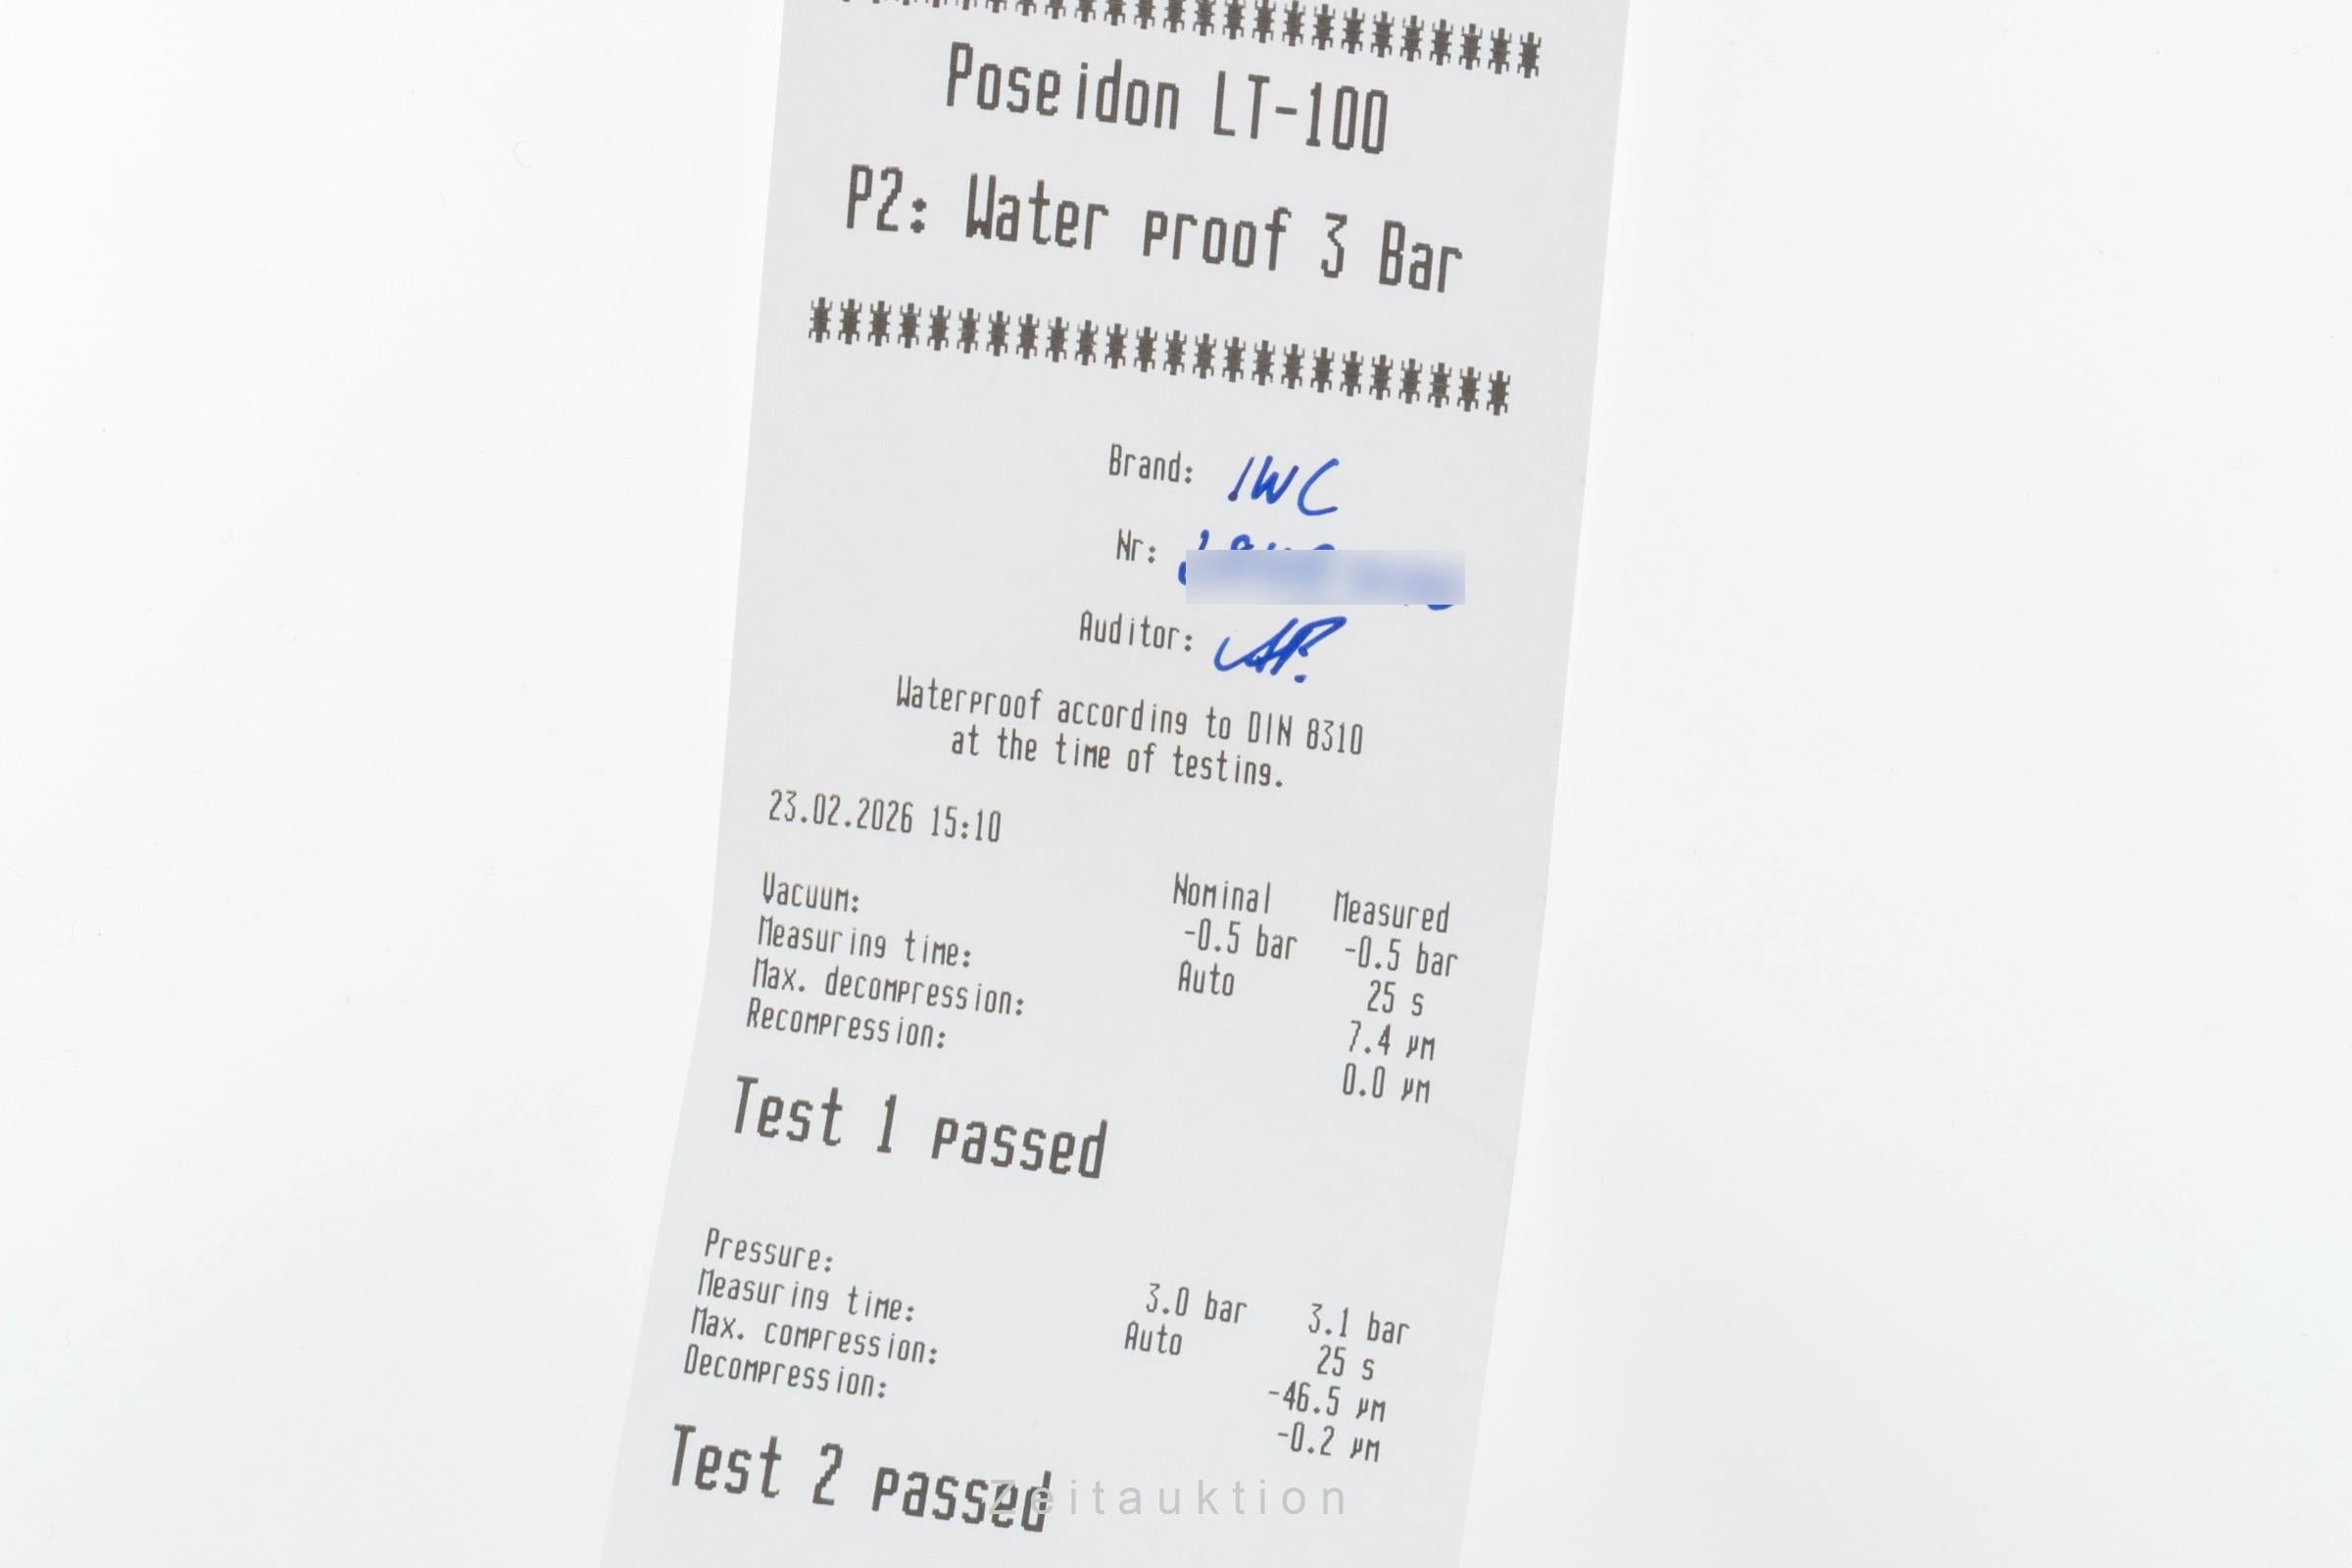 Poseidon LT-100
P2: Water proof 3 Bar
************************
Brand: IWC
Nr:
Auditor:
Waterproof according to DIN 8310
at the time of testing.
23.02.2026 15:10
Nominal Measured
Vacuum: -0.5 bar -0.5 bar
Measuring time: Auto 25 s
Max. decompression: 7.4 µm
Recompression: 0.0 µm
Test 1 passed
Pressure: 3.0 bar 3.1 bar
Measuring time: Auto 25 s
Max. compression: -46.5 µm
Decompression: -0.2 µm
Test 2 passed
Zeitauktion